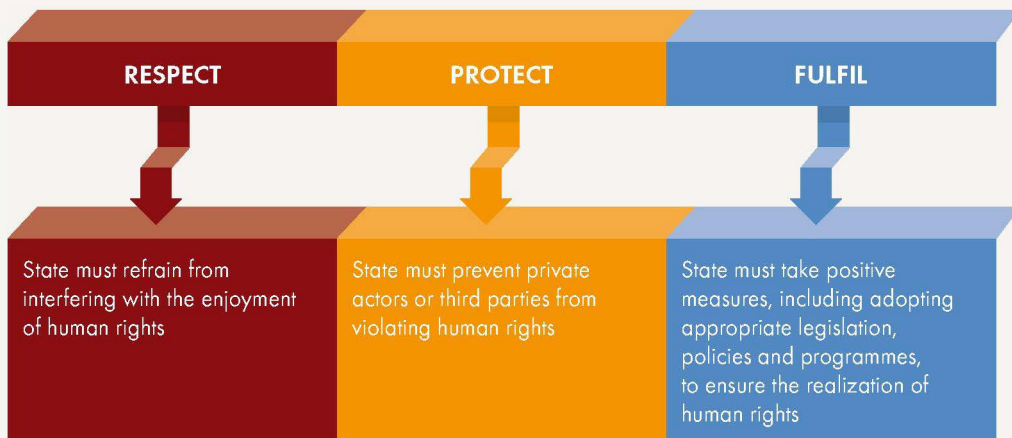 RESPECT
PROTECT
FULFIL
State must refrain from
interfering with the enjoyment
of human rights
State must prevent private
actors or third parties from
violating human rights
State must take positive
measures, including adopting
appropriate legislation,
policies and programmes,
to ensure the realization of
human rights